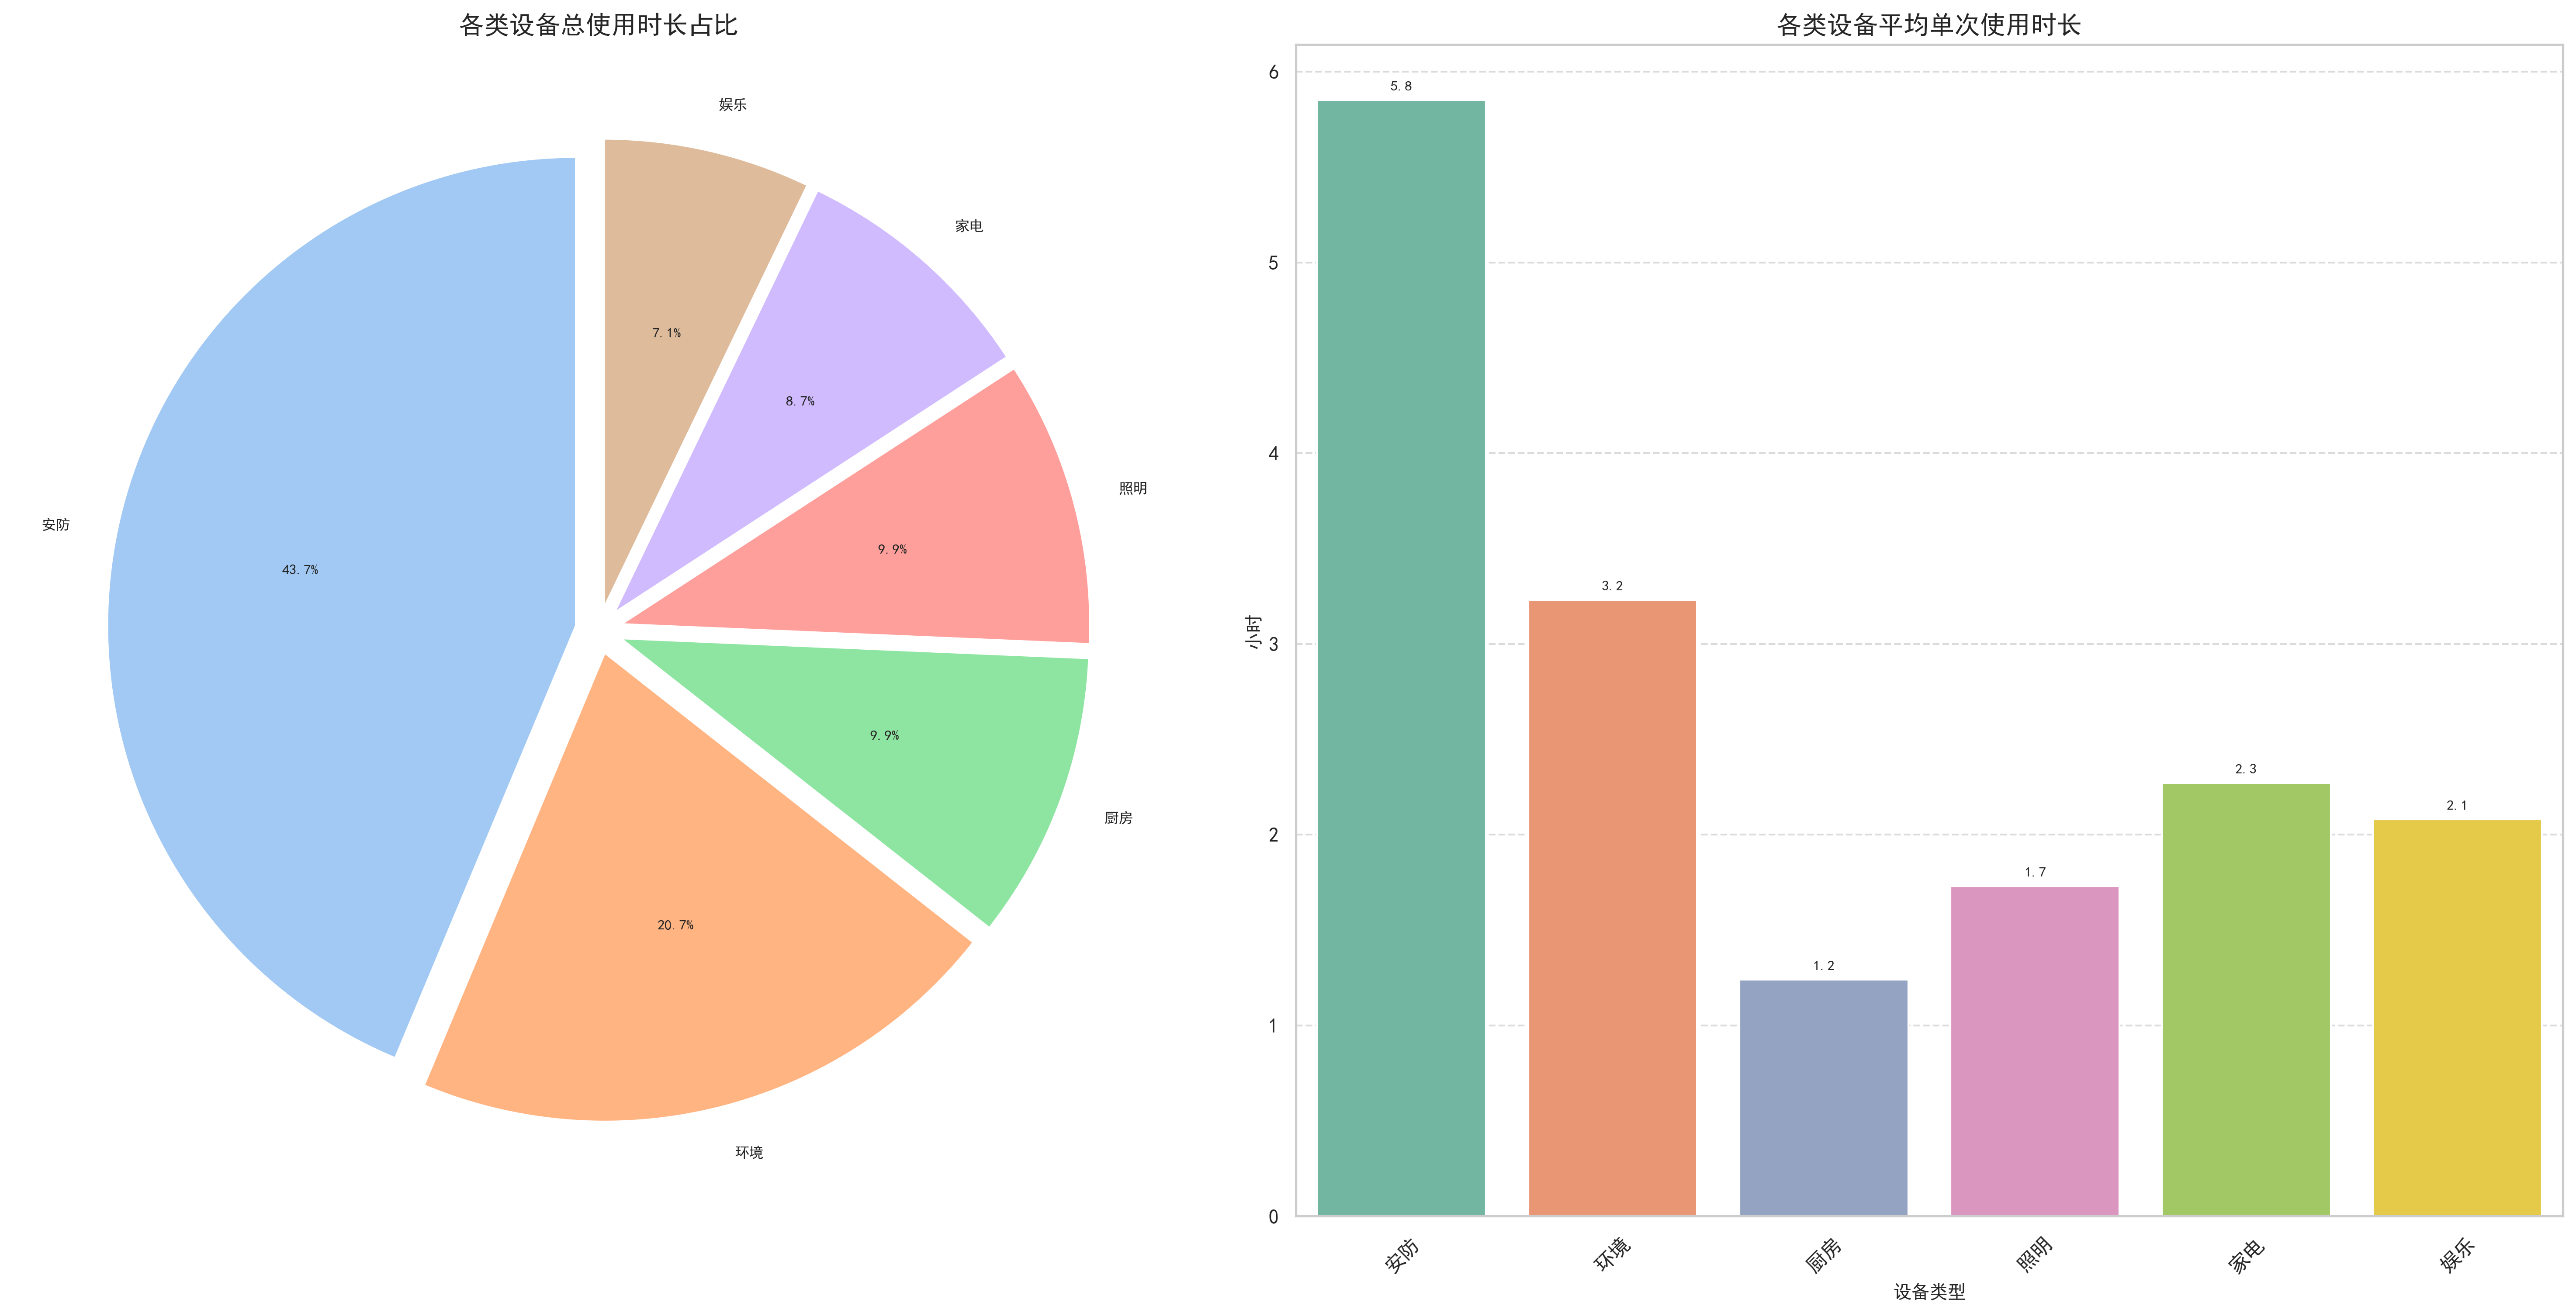 各类设备总使用时长占比
娱乐
家电
照明
厨房
环境
安防
7.1%
8.7%
9.9%
9.9%
20.7%
43.7%
各类设备平均单次使用时长
小时
6
5
4
3
2
1
0
5.8
3.2
1.2
1.7
2.3
2.1
安防
环境
厨房
照明
家电
娱乐
设备类型